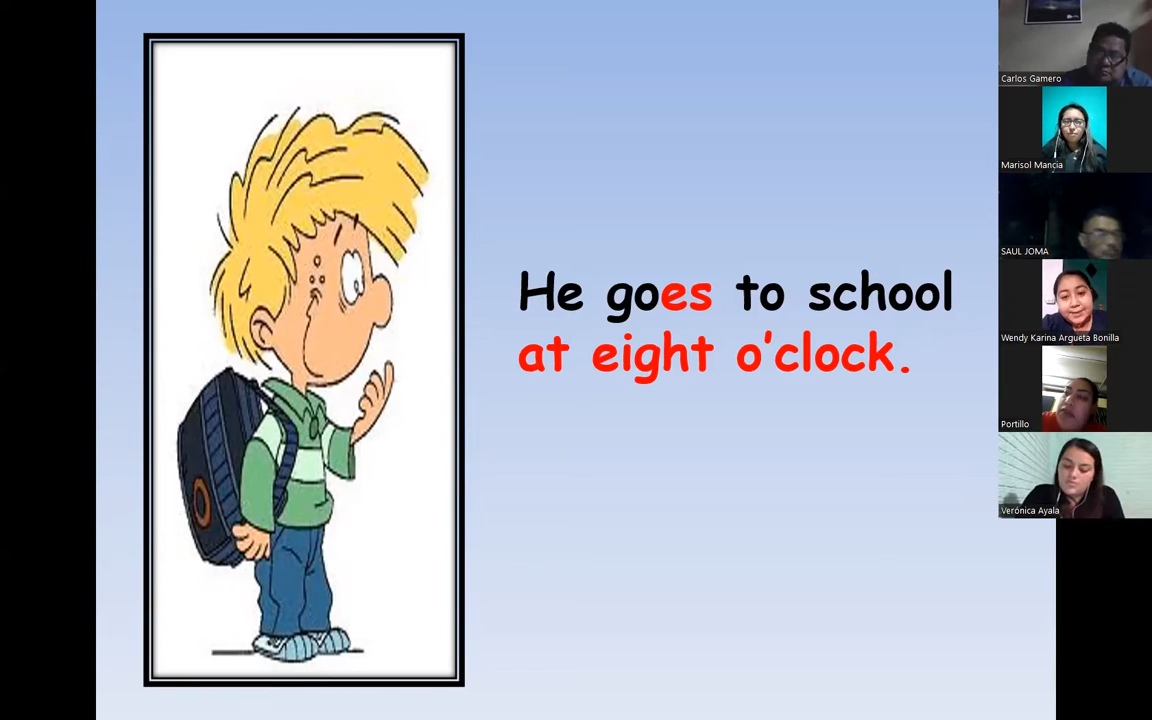 He goes to school
at eight o'clock.
Carlos Gamero
Marisol Mancia
SAUL JOMA
Wendy Karina Argueta Bonilla
Portillo
Verónica Ayala